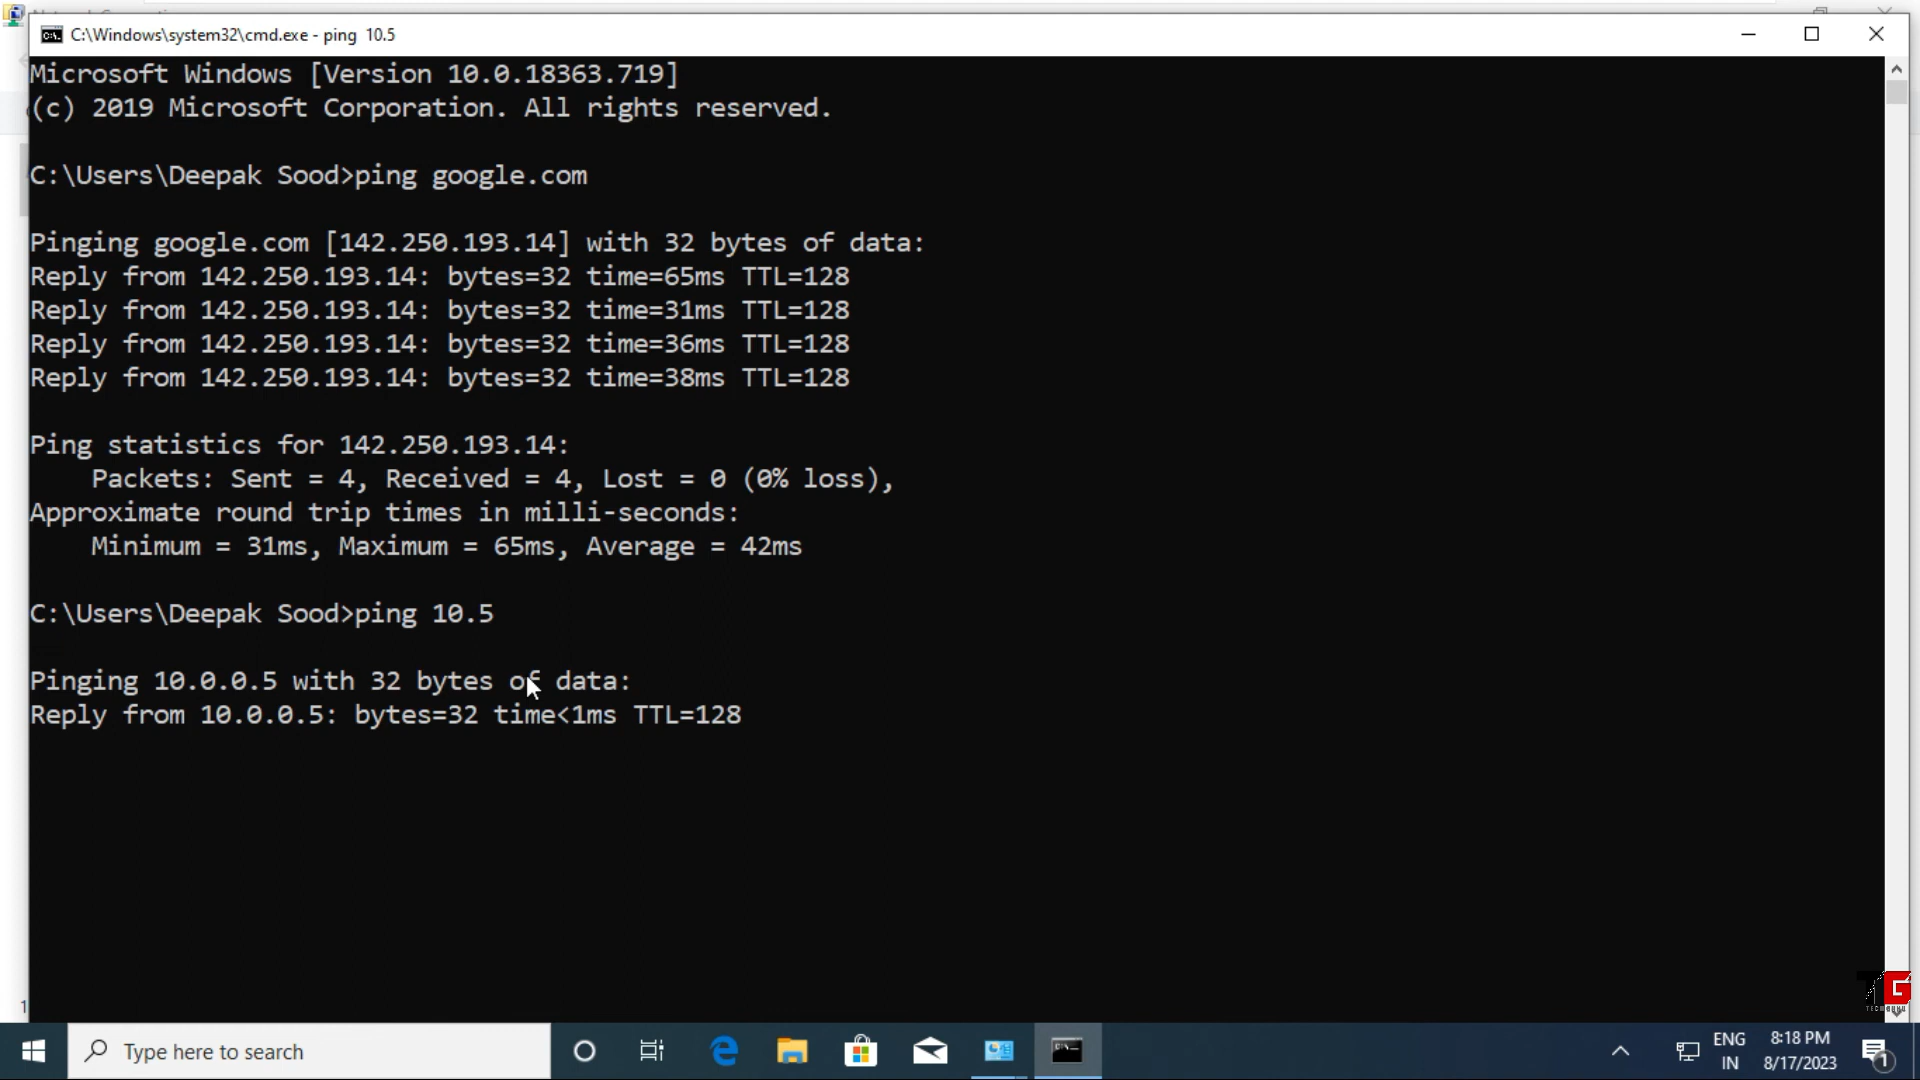 C:\Windows\system32\cmd.exe - ping  10.5
Microsoft Windows [Version 10.0.18363.719]
(c) 2019 Microsoft Corporation. All rights reserved.
C:\Users\Deepak Sood>ping google.com
Pinging google.com [142.250.193.14] with 32 bytes of data:
Reply from 142.250.193.14: bytes=32 time=65ms TTL=128
Reply from 142.250.193.14: bytes=32 time=31ms TTL=128
Reply from 142.250.193.14: bytes=32 time=36ms TTL=128
Reply from 142.250.193.14: bytes=32 time=38ms TTL=128
Ping statistics for 142.250.193.14:
    Packets: Sent = 4, Received = 4, Lost = 0 (0% loss),
Approximate round trip times in milli-seconds:
    Minimum = 31ms, Maximum = 65ms, Average = 42ms
C:\Users\Deepak Sood>ping 10.5
Pinging 10.0.0.5 with 32 bytes of data:
Reply from 10.0.0.5: bytes=32 time<1ms TTL=128
1
TG
Type here to search
ENG
IN
8:18 PM
8/17/2023
1